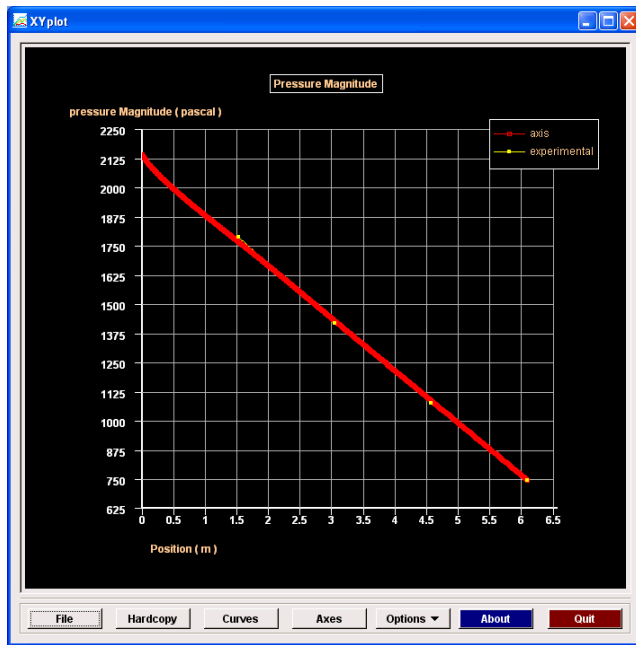 XYplot
Pressure Magnitude
pressure Magnitude ( pascal )
axis
experimental
2250
2125
2000
1875
1750
1625
1500
1375
1250
1125
1000
875
750
625
0 0.5 1 1.5 2 2.5 3 3.5 4 4.5 5 5.5 6 6.5
Position ( m )
File Hardcopy Curves Axes Options About Quit